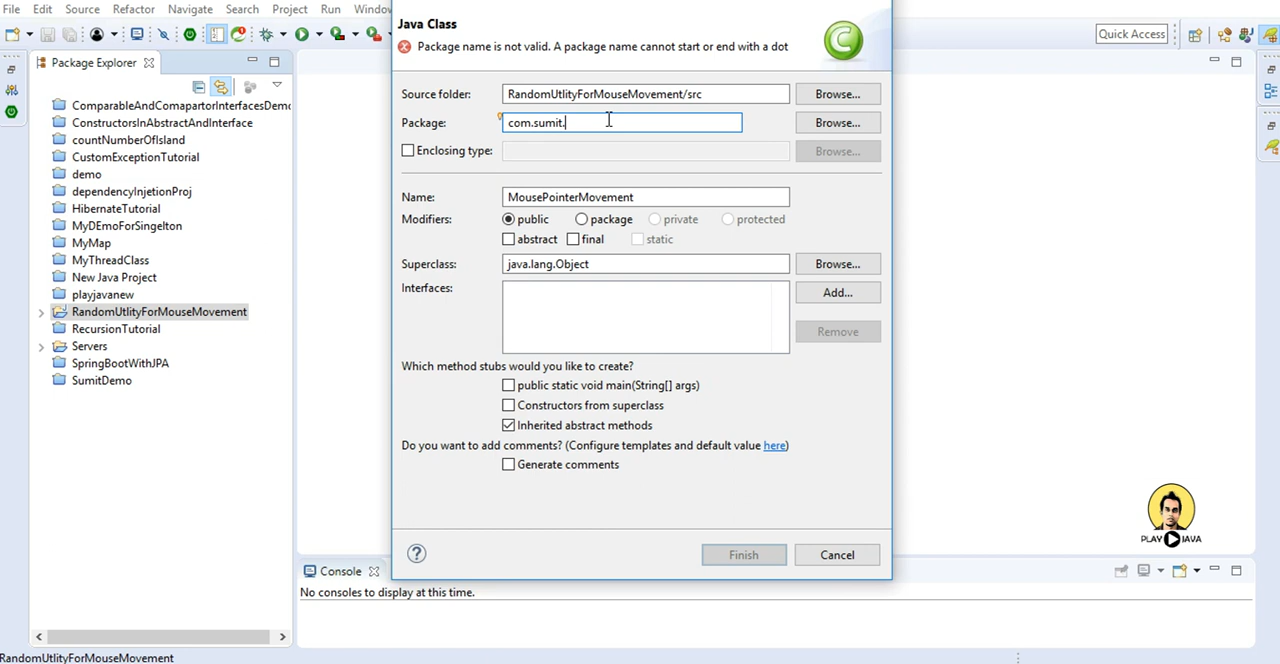 File Edit Source Refactor Navigate Search Project Run Window
Quick Access
Package Explorer
ComparableAndComapartorInterfacesDemo
ConstructorsInAbstractAndInterface
countNumberOfIsland
CustomExceptionTutorial
demo
dependencyInjetionProj
HibernateTutorial
MyDEmoForSingelton
MyMap
MyThreadClass
New Java Project
playjavanew
RandomUtlityForMouseMovement
RecursionTutorial
Servers
SpringBootWithJPA
SumitDemo
Java Class
Package name is not valid. A package name cannot start or end with a dot
Source folder: RandomUtlityForMouseMovement/src Browse...
Package: com.sumit. Browse...
Enclosing type: Browse...
Name: MousePointerMovement
Modifiers: public package private protected
abstract final static
Superclass: java.lang.Object Browse...
Interfaces: Add...
Remove
Which method stubs would you like to create?
public static void main(String[] args)
Constructors from superclass
Inherited abstract methods
Do you want to add comments? (Configure templates and default value here)
Generate comments
? Finish Cancel
PLAY JAVA
Console
No consoles to display at this time.
RandomUtlityForMouseMovement